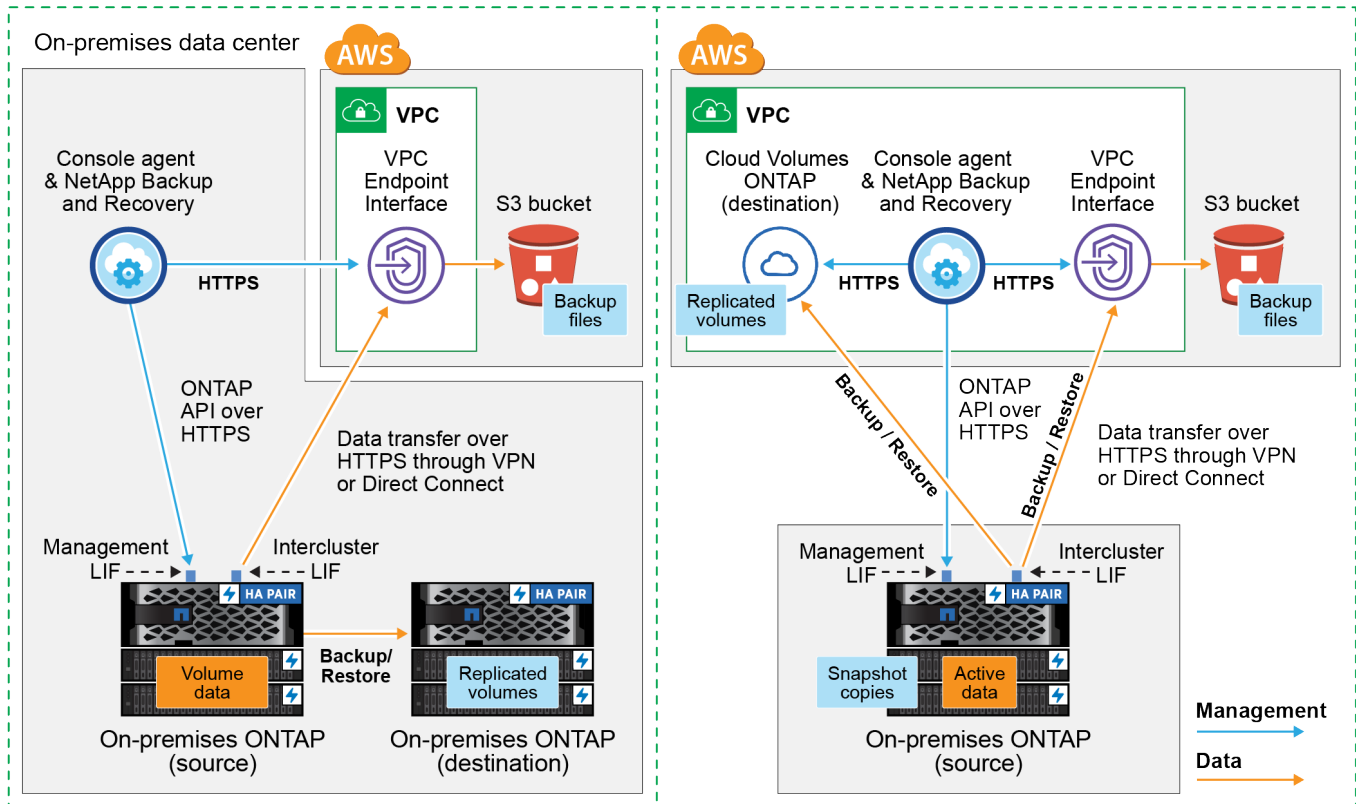 On-premises data center
AWS
VPC
Console agent
& NetApp Backup
and Recovery
VPC
Endpoint
Interface
S3 bucket
HTTPS
Backup
files
ONTAP
API over
HTTPS
Data transfer over
HTTPS through VPN
or Direct Connect
Management
LIF
Intercluster
LIF
HA PAIR
HA PAIR
Volume
data
Backup/
Restore
Replicated
volumes
On-premises ONTAP
(source)
On-premises ONTAP
(destination)
AWS
VPC
Cloud Volumes
ONTAP
(destination)
Console agent
& NetApp Backup
and Recovery
VPC
Endpoint
Interface
S3 bucket
HTTPS
HTTPS
Replicated
volumes
Backup
files
Backup / Restore
ONTAP
API over
HTTPS
Backup / Restore
Data transfer over
HTTPS through VPN
or Direct Connect
Management
LIF
Intercluster
LIF
HA PAIR
Snapshot
copies
Active
data
On-premises ONTAP
(source)
Management
Data